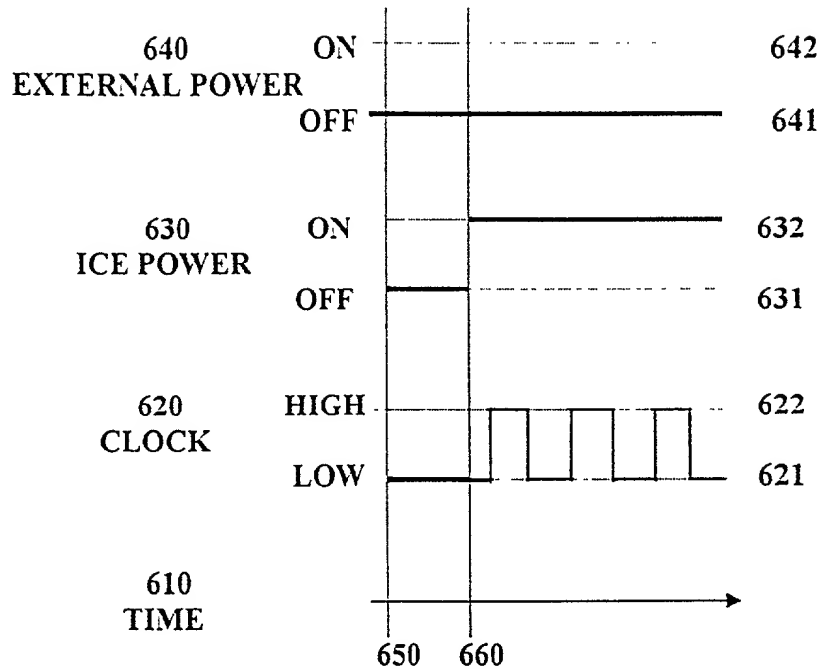 640
EXTERNAL POWER
ON
642
OFF
641
630
ICE POWER
ON
632
OFF
631
620
CLOCK
HIGH
622
LOW
621
610
TIME
650
660